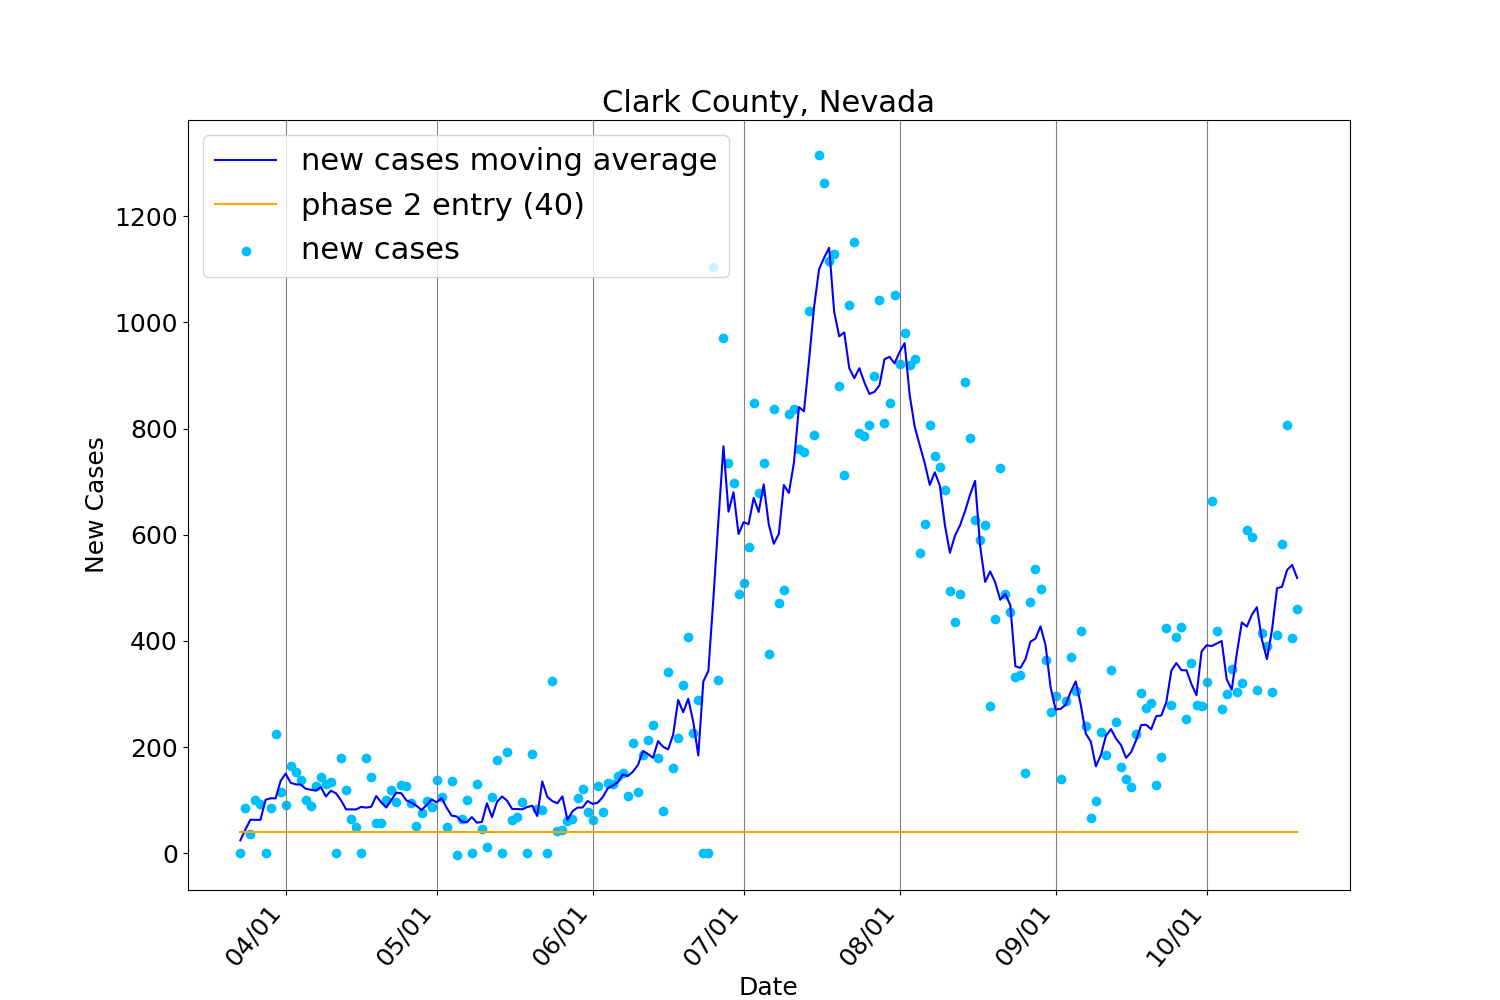 Clark County, Nevada
new cases moving average
phase 2 entry (40)
new cases
New Cases
1200
1000
800
600
400
200
0
04/01
05/01
06/01
07/01
08/01
09/01
10/01
Date